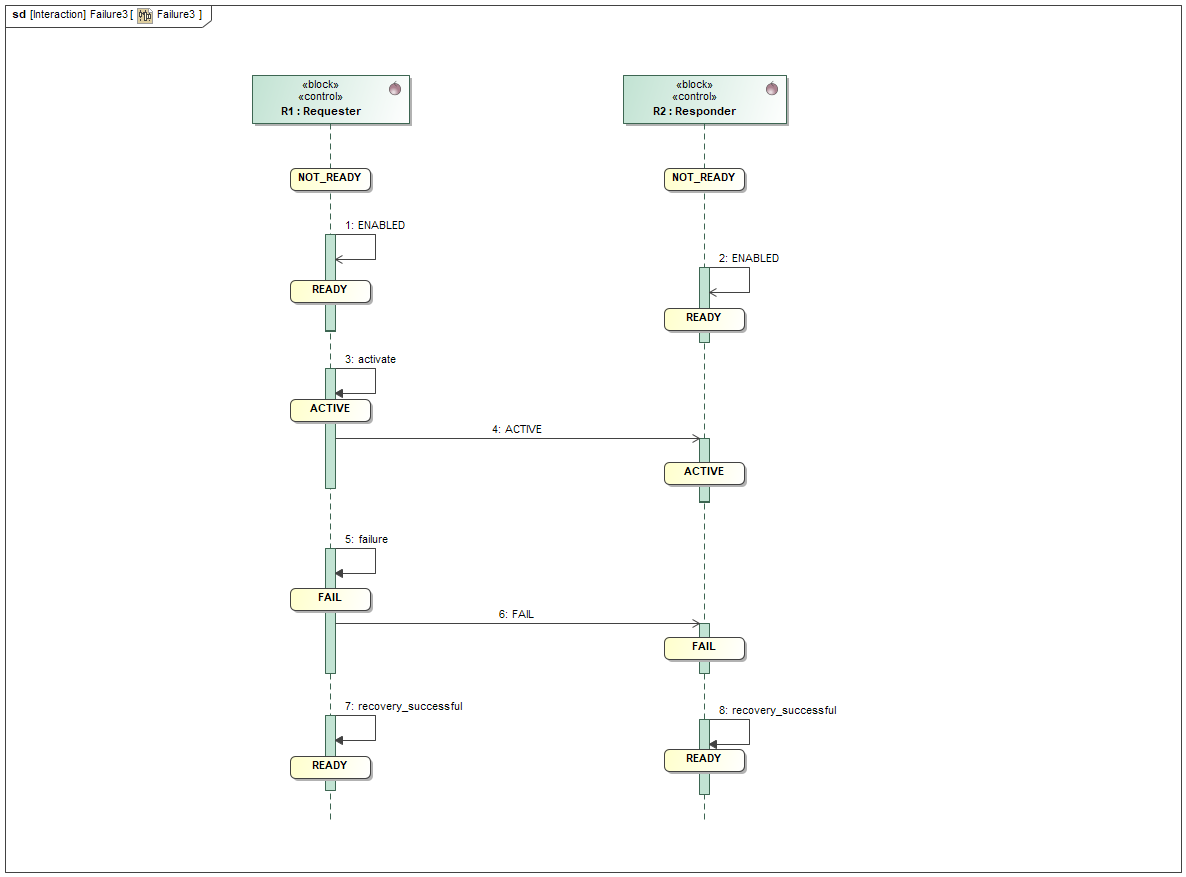 sd [Interaction] Failure3 [ Failure3 ]
«block»
«control»
R1 : Requester
«block»
«control»
R2 : Responder
NOT_READY
NOT_READY
1: ENABLED
2: ENABLED
READY
READY
3: activate
ACTIVE
4: ACTIVE
ACTIVE
5: failure
FAIL
6: FAIL
FAIL
7: recovery_successful
8: recovery_successful
READY
READY